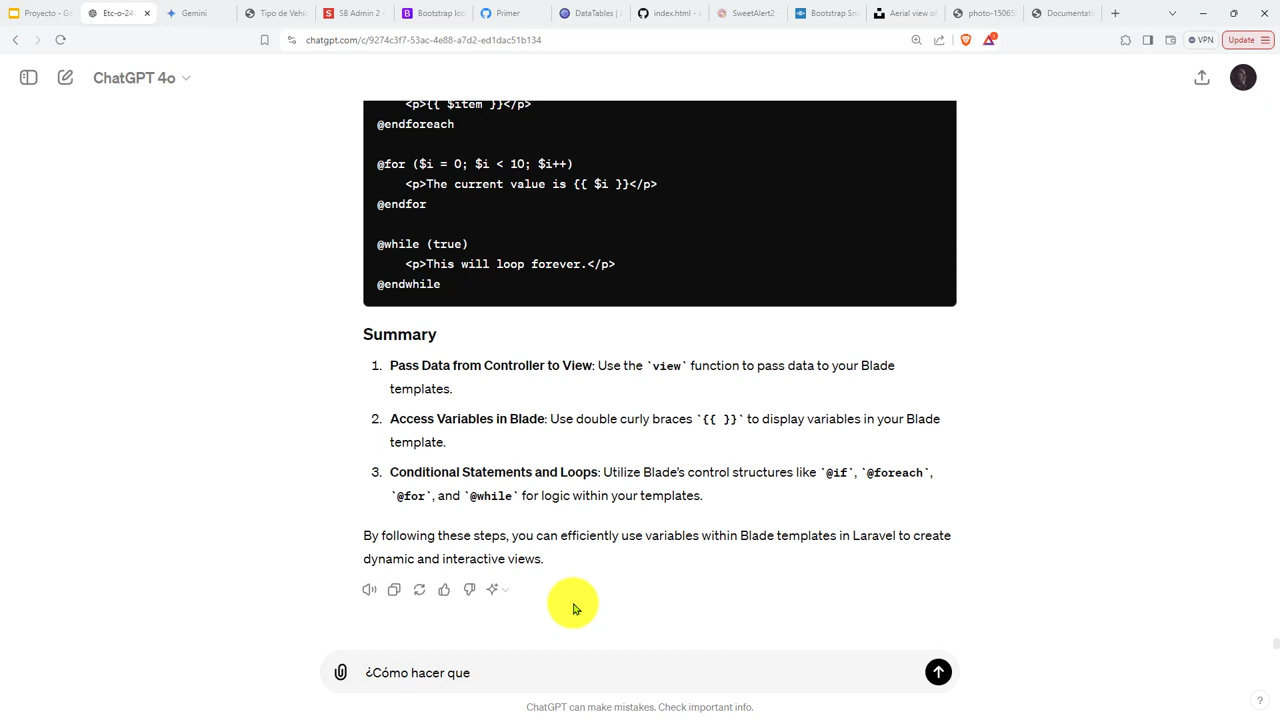 Proyecto - G
Etc-o-24
Gemini
Tipo de Vehí
SB Admin 2 -
Bootstrap Ico
Primer
DataTables |
index.html -
SweetAlert2 -
Bootstrap Sni
Aerial view o
photo-15065
Documentati
chatgpt.com/c/9274c3f7-53ac-4e88-a7d2-ed1dac51b134
VPN
Update
ChatGPT 4o
<p>{{ $item }}</p>
@endforeach
@for ($i = 0; $i < 10; $i++)
<p>The current value is {{ $i }}</p>
@endfor
@while (true)
<p>This will loop forever.</p>
@endwhile
Summary
1. Pass Data from Controller to View: Use the `view` function to pass data to your Blade
templates.
2. Access Variables in Blade: Use double curly braces `{{ }}` to display variables in your Blade
template.
3. Conditional Statements and Loops: Utilize Blade's control structures like `@if`, `@foreach`,
`@for`, and `@while` for logic within your templates.
By following these steps, you can efficiently use variables within Blade templates in Laravel to create
dynamic and interactive views.
¿Cómo hacer que
ChatGPT can make mistakes. Check important info.
?